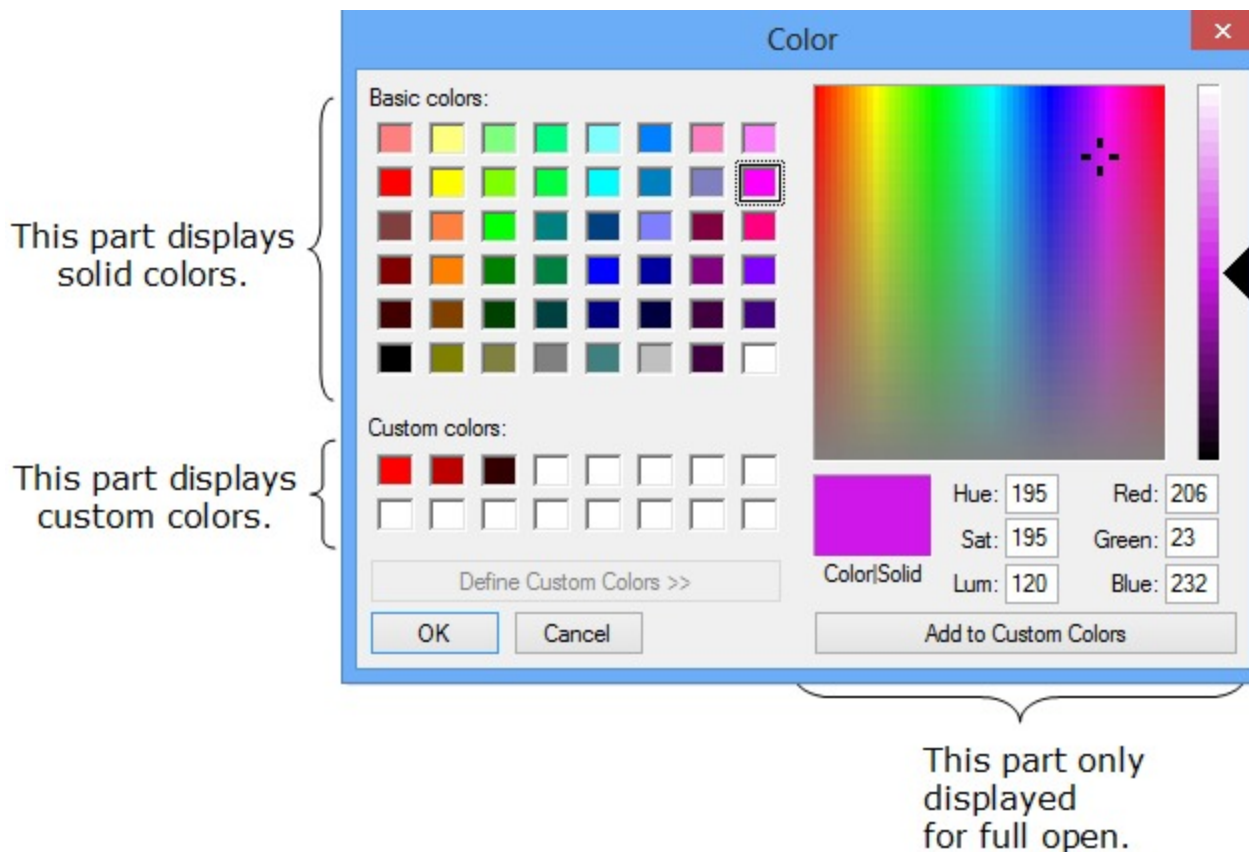 Color
Basic colors:
This part displays
solid colors.
Custom colors:
This part displays
custom colors.
Define Custom Colors >>
OK
Cancel
Hue: 195
Red: 206
Sat: 195
Green: 23
Color|Solid
Lum: 120
Blue: 232
Add to Custom Colors
This part only
displayed
for full open.